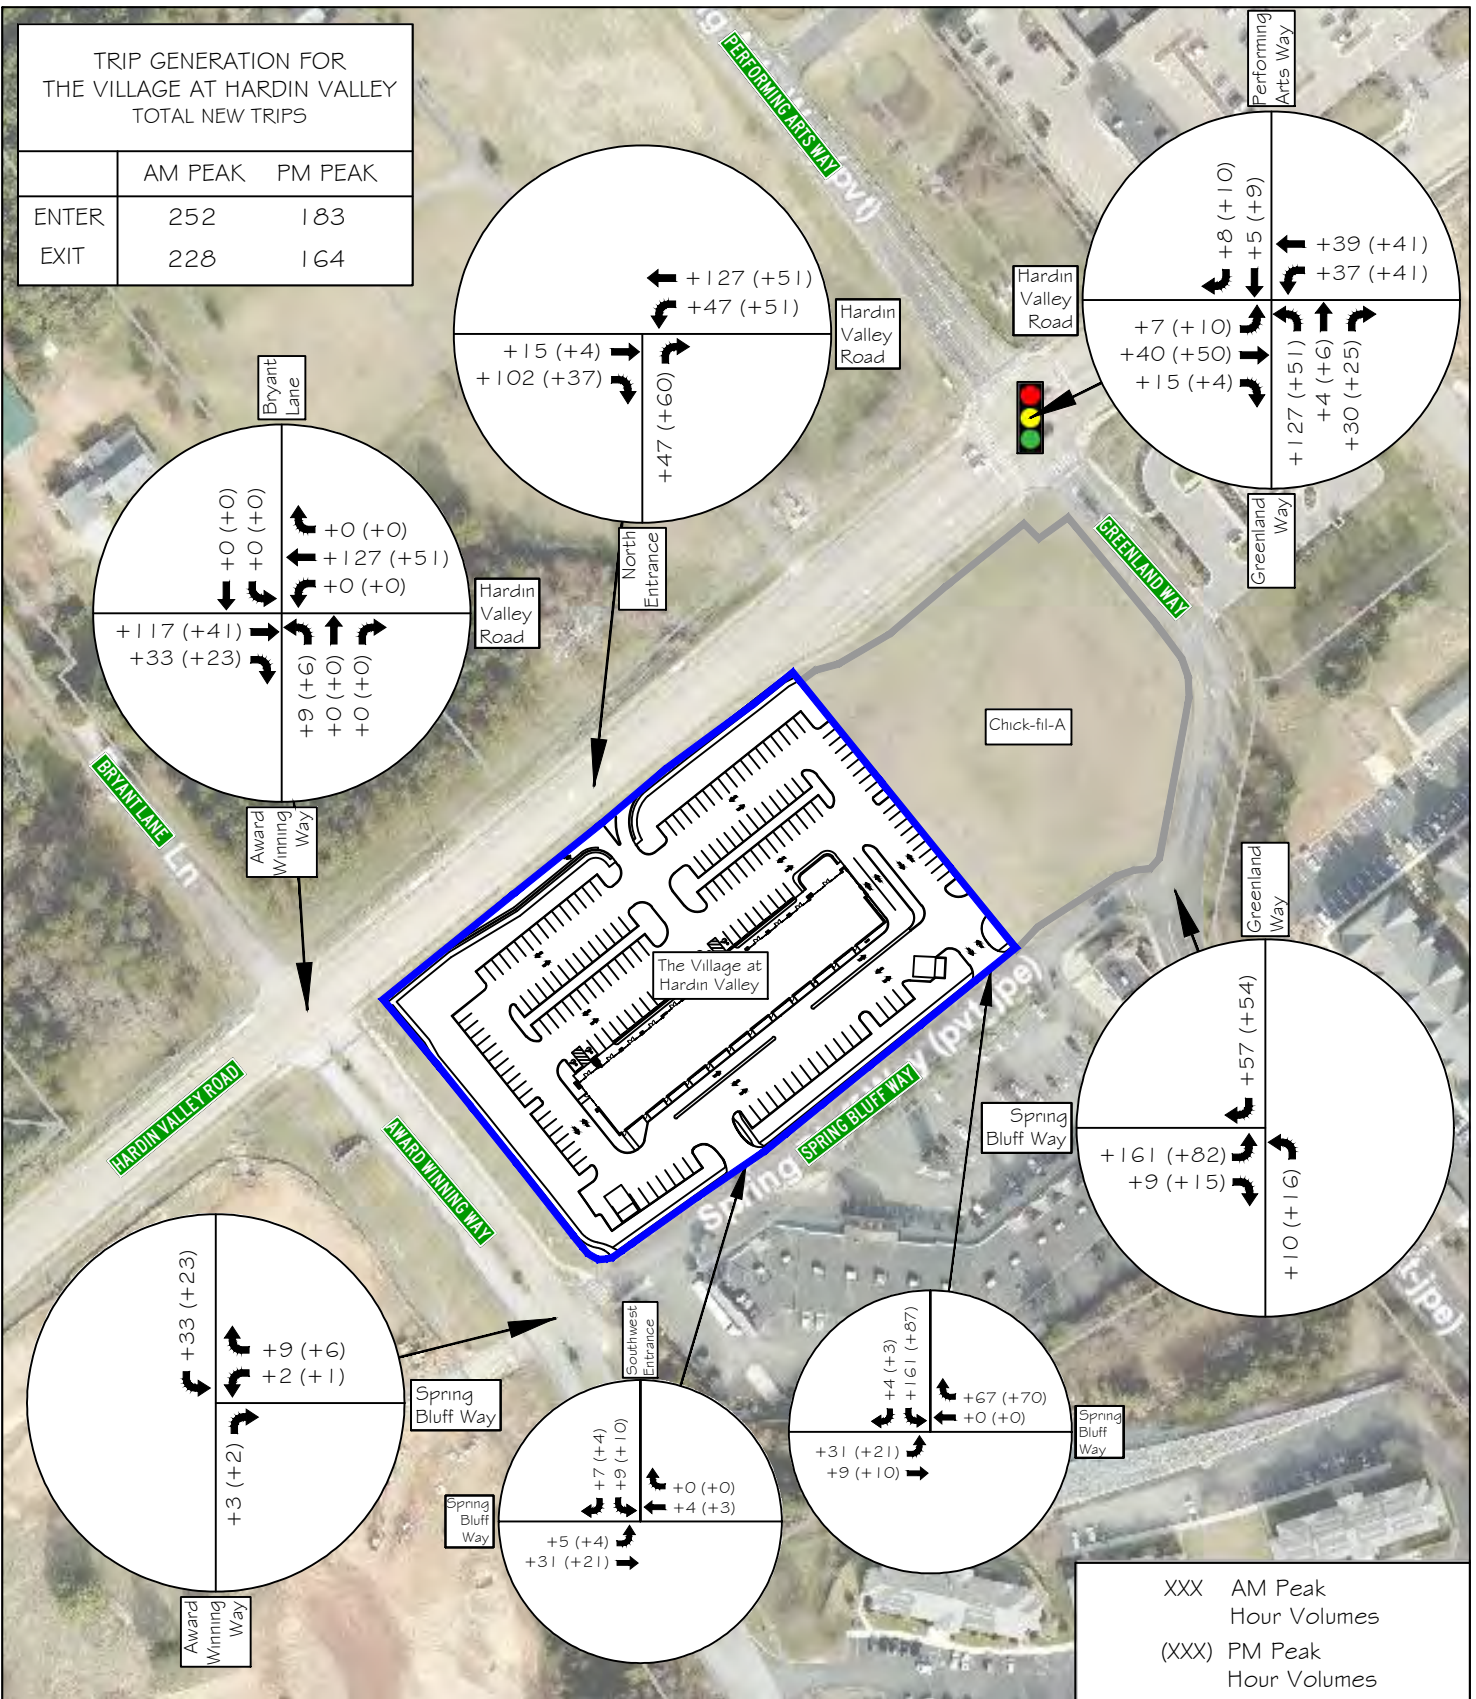 TRIP GENERATION FOR
THE VILLAGE AT HARDIN VALLEY
TOTAL NEW TRIPS
AM PEAK PM PEAK
ENTER 252 183
EXIT 228 164
PERFORMING ARTS WAY
(pvt)
Performing
Arts Way
+8 (+10)
+5 (+9)
+39 (+41)
+37 (+41)
Hardin
Valley
Road
+7 (+10)
+40 (+50)
+15 (+4)
+127 (+51)
+4 (+6)
+30 (+25)
Greenland
Way
+127 (+51)
+47 (+51)
Hardin
Valley
Road
+15 (+4)
+102 (+37)
+47 (+60)
North
Entrance
Bryant
Lane
+0 (+0)
+0 (+0)
+0 (+0)
+127 (+51)
+0 (+0)
Hardin
Valley
Road
+117 (+41)
+33 (+23)
+9 (+6)
+0 (+0)
+0 (+0)
Award
Winning
Way
GREENLAND WAY
Chick-fil-A
BRYANT LANE
Ln
The Village at
Hardin Valley
HARDIN VALLEY ROAD
AWARD WINNING WAY
SPRING BLUFF WAY
Spring
Way (pvt-jpe)
Greenland
Way
+57 (+54)
Spring
Bluff Way
+161 (+82)
+9 (+15)
+10 (+16)
t-jpe)
+33 (+23)
+9 (+6)
+2 (+1)
Spring
Bluff Way
+3 (+2)
Award
Winning
Way
Southwest
Entrance
+7 (+4)
+9 (+10)
+0 (+0)
+4 (+3)
Spring
Bluff
Way
+5 (+4)
+31 (+21)
+4 (+3)
+161 (+87)
+67 (+70)
+0 (+0)
Spring
Bluff
Way
+31 (+21)
+9 (+10)
XXX AM Peak
Hour Volumes
(XXX) PM Peak
Hour Volumes